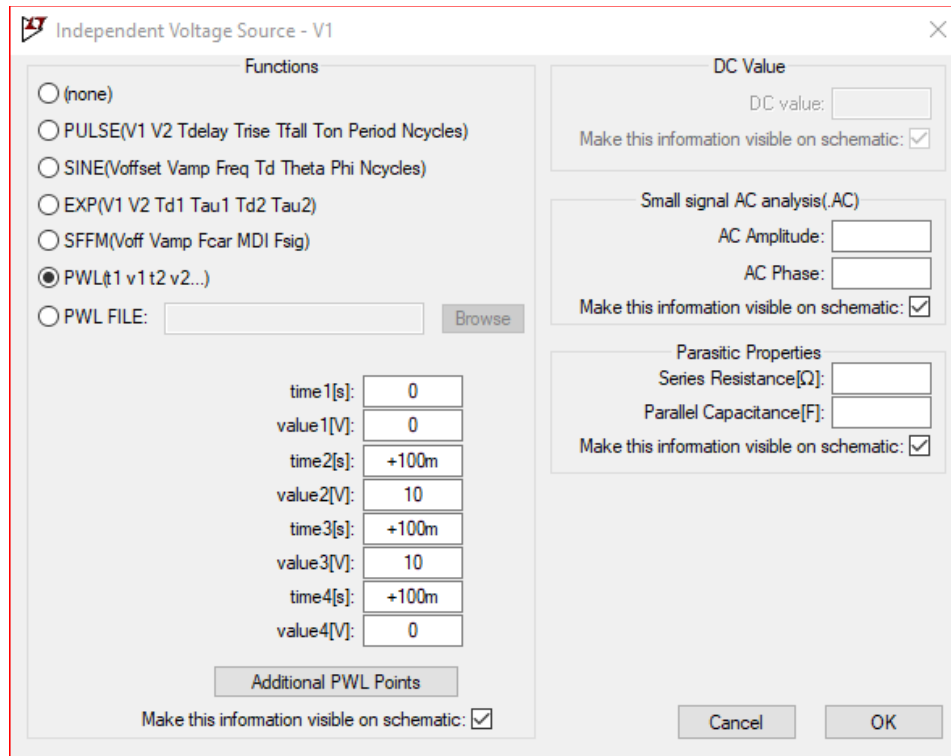 Independent Voltage Source - V1
Functions
(none)
PULSE(V1 V2 Tdelay Trise Tfall Ton Period Ncycles)
SINE(Voffset Vamp Freq Td Theta Phi Ncycles)
EXP(V1 V2 Td1 Tau1 Td2 Tau2)
SFFM(Voff Vamp Fcar MDI Fsig)
PWL(t1 v1 t2 v2...)
PWL FILE: Browse
time1[s]: 0
value1[V]: 0
time2[s]: +100m
value2[V]: 10
time3[s]: +100m
value3[V]: 10
time4[s]: +100m
value4[V]: 0
Additional PWL Points
Make this information visible on schematic:
DC Value
DC value:
Make this information visible on schematic:
Small signal AC analysis(.AC)
AC Amplitude:
AC Phase:
Make this information visible on schematic:
Parasitic Properties
Series Resistance[Ω]:
Parallel Capacitance[F]:
Make this information visible on schematic:
Cancel OK